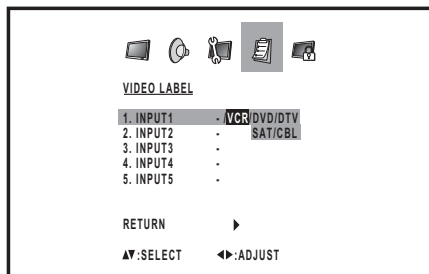 VIDEO LABEL
1. INPUT1 - /VCR DVD/DTV
2. INPUT2 - SAT/CBL
3. INPUT3 -
4. INPUT4 -
5. INPUT5 -
RETURN ▶
▲▼:SELECT ◀▶:ADJUST